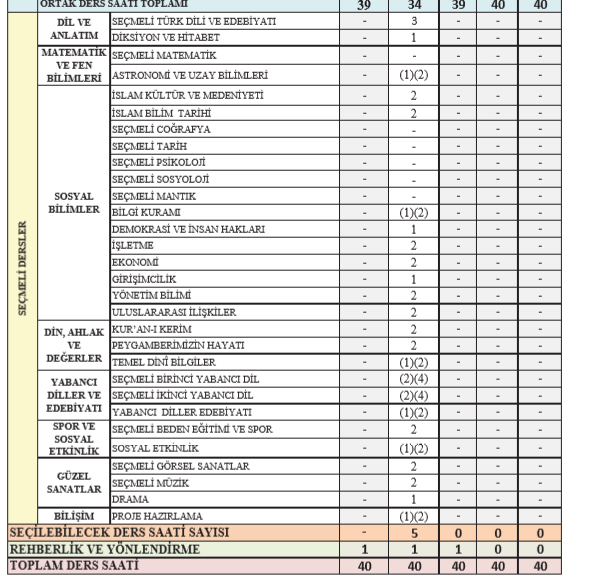 ORTAK DERS SAATİ TOPLAMI 39 34 39 40 40
SEÇMELİ DERSLER
DİL VE ANLATIM
SEÇMELİ TÜRK DİLİ VE EDEBİYATI - 3 - - -
DİKSİYON VE HİTABET - 1 - - -
MATEMATİK VE FEN BİLİMLERİ
SEÇMELİ MATEMATİK - - - - -
ASTRONOMİ VE UZAY BİLİMLERİ - (1)(2) - - -
SOSYAL BİLİMLER
İSLAM KÜLTÜR VE MEDENİYETİ - 2 - - -
İSLAM BİLİM TARİHİ - 2 - - -
SEÇMELİ COĞRAFYA - - - - -
SEÇMELİ TARİH - - - - -
SEÇMELİ PSİKOLOJİ - - - - -
SEÇMELİ SOSYOLOJİ - - - - -
SEÇMELİ MANTIK - - - - -
BİLGİ KURAMI - (1)(2) - - -
DEMOKRASİ VE İNSAN HAKLARI - 1 - - -
İŞLETME - 2 - - -
EKONOMİ - 2 - - -
GİRİŞİMCİLİK - 1 - - -
YÖNETİM BİLİMİ - 2 - - -
ULUSLARARASI İLİŞKİLER - 2 - - -
DİN, AHLAK VE DEĞERLER
KUR'AN-I KERİM - 2 - - -
PEYGAMBERİMİZİN HAYATI - 2 - - -
TEMEL DİNÎ BİLGİLER - (1)(2) - - -
YABANCI DİLLER VE EDEBİYATI
SEÇMELİ BİRİNCİ YABANCI DİL - (2)(4) - - -
SEÇMELİ İKİNCİ YABANCI DİL - (2)(4) - - -
YABANCI DİLLER EDEBİYATI - (1)(2) - - -
SPOR VE SOSYAL ETKİNLİK
SEÇMELİ BEDEN EĞİTİMİ VE SPOR - 2 - - -
SOSYAL ETKİNLİK - (1)(2) - - -
GÜZEL SANATLAR
SEÇMELİ GÖRSEL SANATLAR - 2 - - -
SEÇMELİ MÜZİK - 2 - - -
DRAMA - 1 - - -
BİLİŞİM PROJE HAZIRLAMA - (1)(2) - - -
SEÇİLEBİLECEK DERS SAATİ SAYISI - 5 0 0 0
REHBERLİK VE YÖNLENDİRME 1 1 1 0 0
TOPLAM DERS SAATİ 40 40 40 40 40